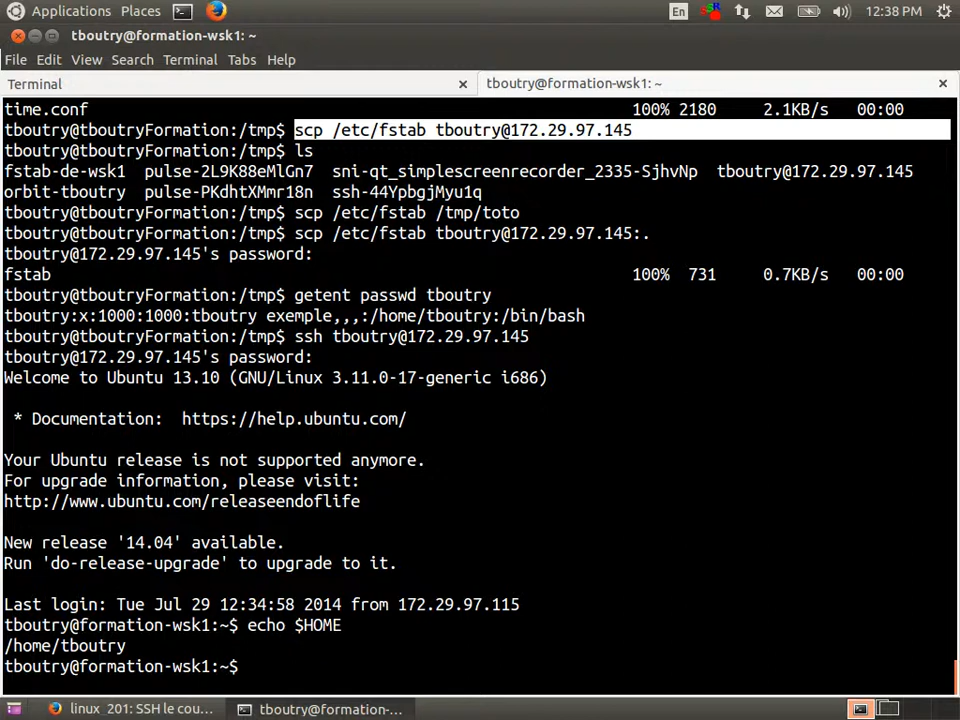 Applications Places En 12:38 PM
tboutry@formation-wsk1: ~
File Edit View Search Terminal Tabs Help
Terminal tboutry@formation-wsk1: ~
time.conf 100% 2180 2.1KB/s 00:00
tboutry@tboutryFormation:/tmp$ scp /etc/fstab tboutry@172.29.97.145
tboutry@tboutryFormation:/tmp$ ls
fstab-de-wsk1 pulse-2L9K88eMlGn7 sni-qt_simplescreenrecorder_2335-SjhvNp tboutry@172.29.97.145
orbit-tboutry pulse-PKdhtXMmr18n ssh-44YpbgjMyu1q
tboutry@tboutryFormation:/tmp$ scp /etc/fstab /tmp/toto
tboutry@tboutryFormation:/tmp$ scp /etc/fstab tboutry@172.29.97.145:.
tboutry@172.29.97.145's password:
fstab 100% 731 0.7KB/s 00:00
tboutry@tboutryFormation:/tmp$ getent passwd tboutry
tboutry:x:1000:1000:tboutry exemple,,,:/home/tboutry:/bin/bash
tboutry@tboutryFormation:/tmp$ ssh tboutry@172.29.97.145
tboutry@172.29.97.145's password:
Welcome to Ubuntu 13.10 (GNU/Linux 3.11.0-17-generic i686)
* Documentation: https://help.ubuntu.com/
Your Ubuntu release is not supported anymore.
For upgrade information, please visit:
http://www.ubuntu.com/releaseendoflife
New release '14.04' available.
Run 'do-release-upgrade' to upgrade to it.
Last login: Tue Jul 29 12:34:58 2014 from 172.29.97.115
tboutry@formation-wsk1:~$ echo $HOME
/home/tboutry
tboutry@formation-wsk1:~$
linux_201: SSH le cou... tboutry@formation-...